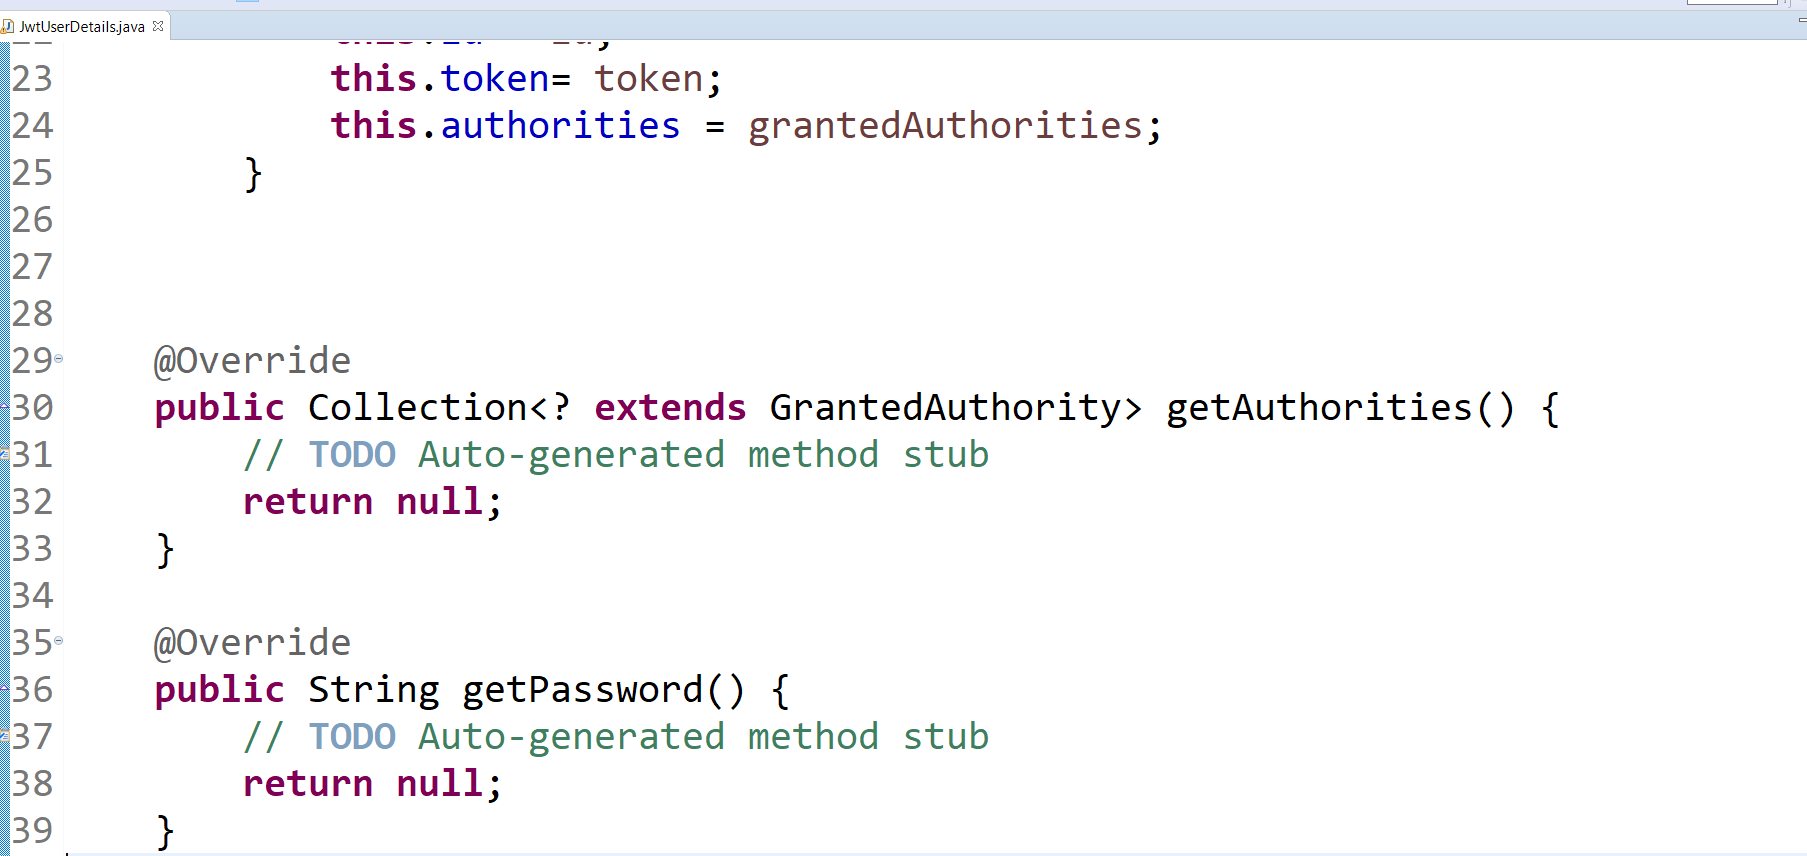 JwtUserDetails.java
23 this.token= token;
24 this.authorities = grantedAuthorities;
25 }
26
27
28
29 @Override
30 public Collection<? extends GrantedAuthority> getAuthorities() {
31 // TODO Auto-generated method stub
32 return null;
33 }
34
35 @Override
36 public String getPassword() {
37 // TODO Auto-generated method stub
38 return null;
39 }